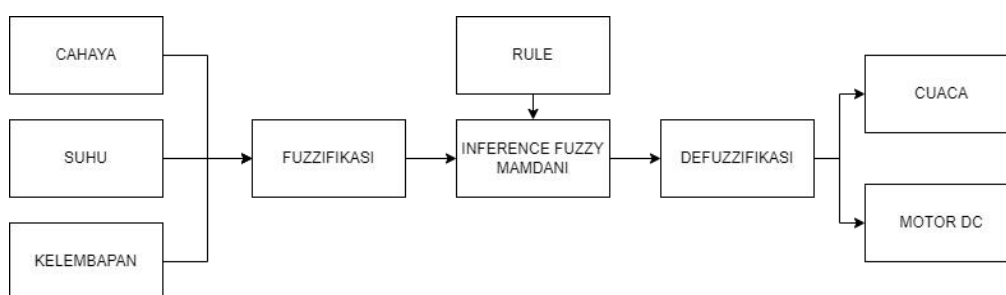 CAHAYA
SUHU
KELEMBAPAN
FUZZIFIKASI
RULE
INFERENCE FUZZY
MAMDANI
DEFUZZIFIKASI
CUACA
MOTOR DC